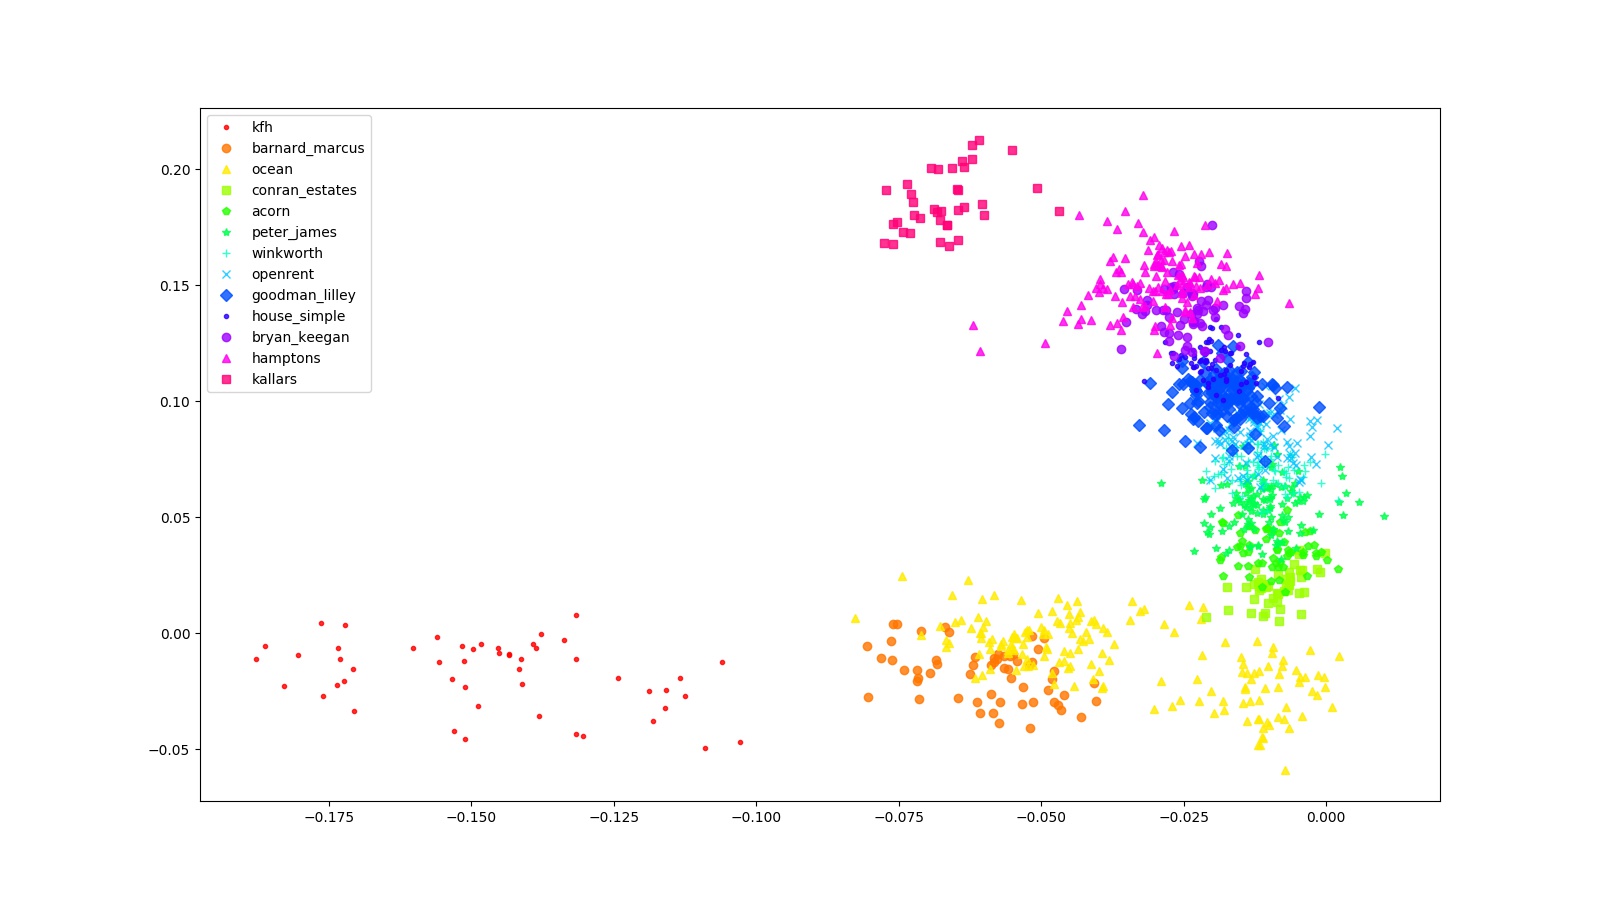 kfh
barnard_marcus
ocean
conran_estates
acorn
peter_james
winkworth
openrent
goodman_lilley
house_simple
bryan_keegan
hamptons
kallars
0.20
0.15
0.10
0.05
0.00
−0.05
−0.175 −0.150 −0.125 −0.100 −0.075 −0.050 −0.025 0.000